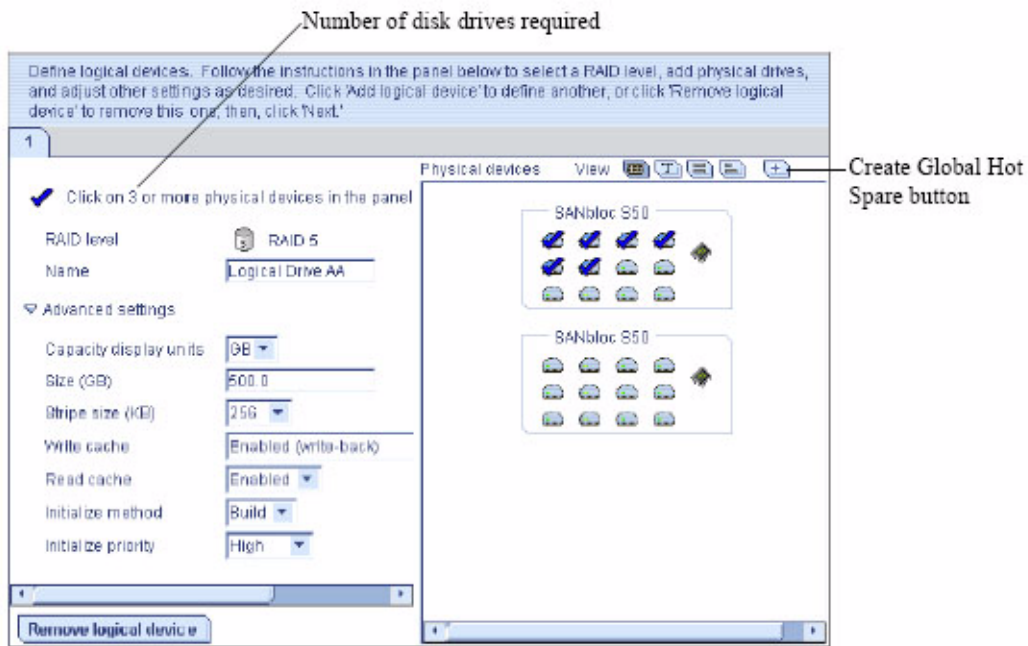 Number of disk drives required
Define logical devices. Follow the instructions in the panel below to select a RAID level, add physical drives,
and adjust other settings as desired. Click 'Add logical device' to define another, or click 'Remove logical
device' to remove this one; then, click 'Next.'
1
Physical devices View
Create Global Hot
Spare button
Click on 3 or more physical devices in the panel
RAID level RAID 5
Name Logical Drive AA
Advanced settings
Capacity display units GB
Size (GB) 500.0
Stripe size (KB) 256
Write cache Enabled (write-back)
Read cache Enabled
Initialize method Build
Initialize priority High
Remove logical device
SANbloc S50
SANbloc S50